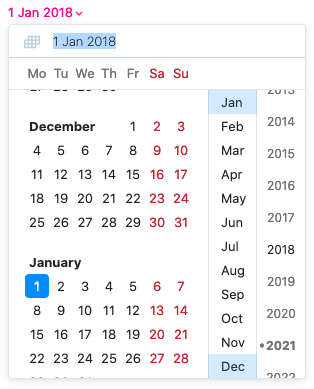 1 Jan 2018
1 Jan 2018
Mo Tu We Th Fr Sa Su
December 1 2 3
4 5 6 7 8 9 10
11 12 13 14 15 16 17
18 19 20 21 22 23 24
25 26 27 28 29 30 31
January
1 2 3 4 5 6 7
8 9 10 11 12 13 14
15 16 17 18 19 20 21
22 23 24 25 26 27 28
Jan
Feb
Mar
Apr
May
Jun
Jul
Aug
Sep
Oct
Nov
Dec
2013
2014
2015
2016
2017
2018
2019
2020
•2021
2022